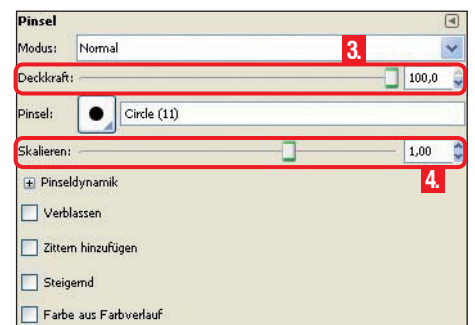 Pinsel
Modus: Normal
3.
Deckkraft: 100,0
Pinsel: Circle (11)
Skalieren: 1,00
4.
Pinseldynamik
Verblassen
Zittern hinzufügen
Steigernd
Farbe aus Farbverlauf